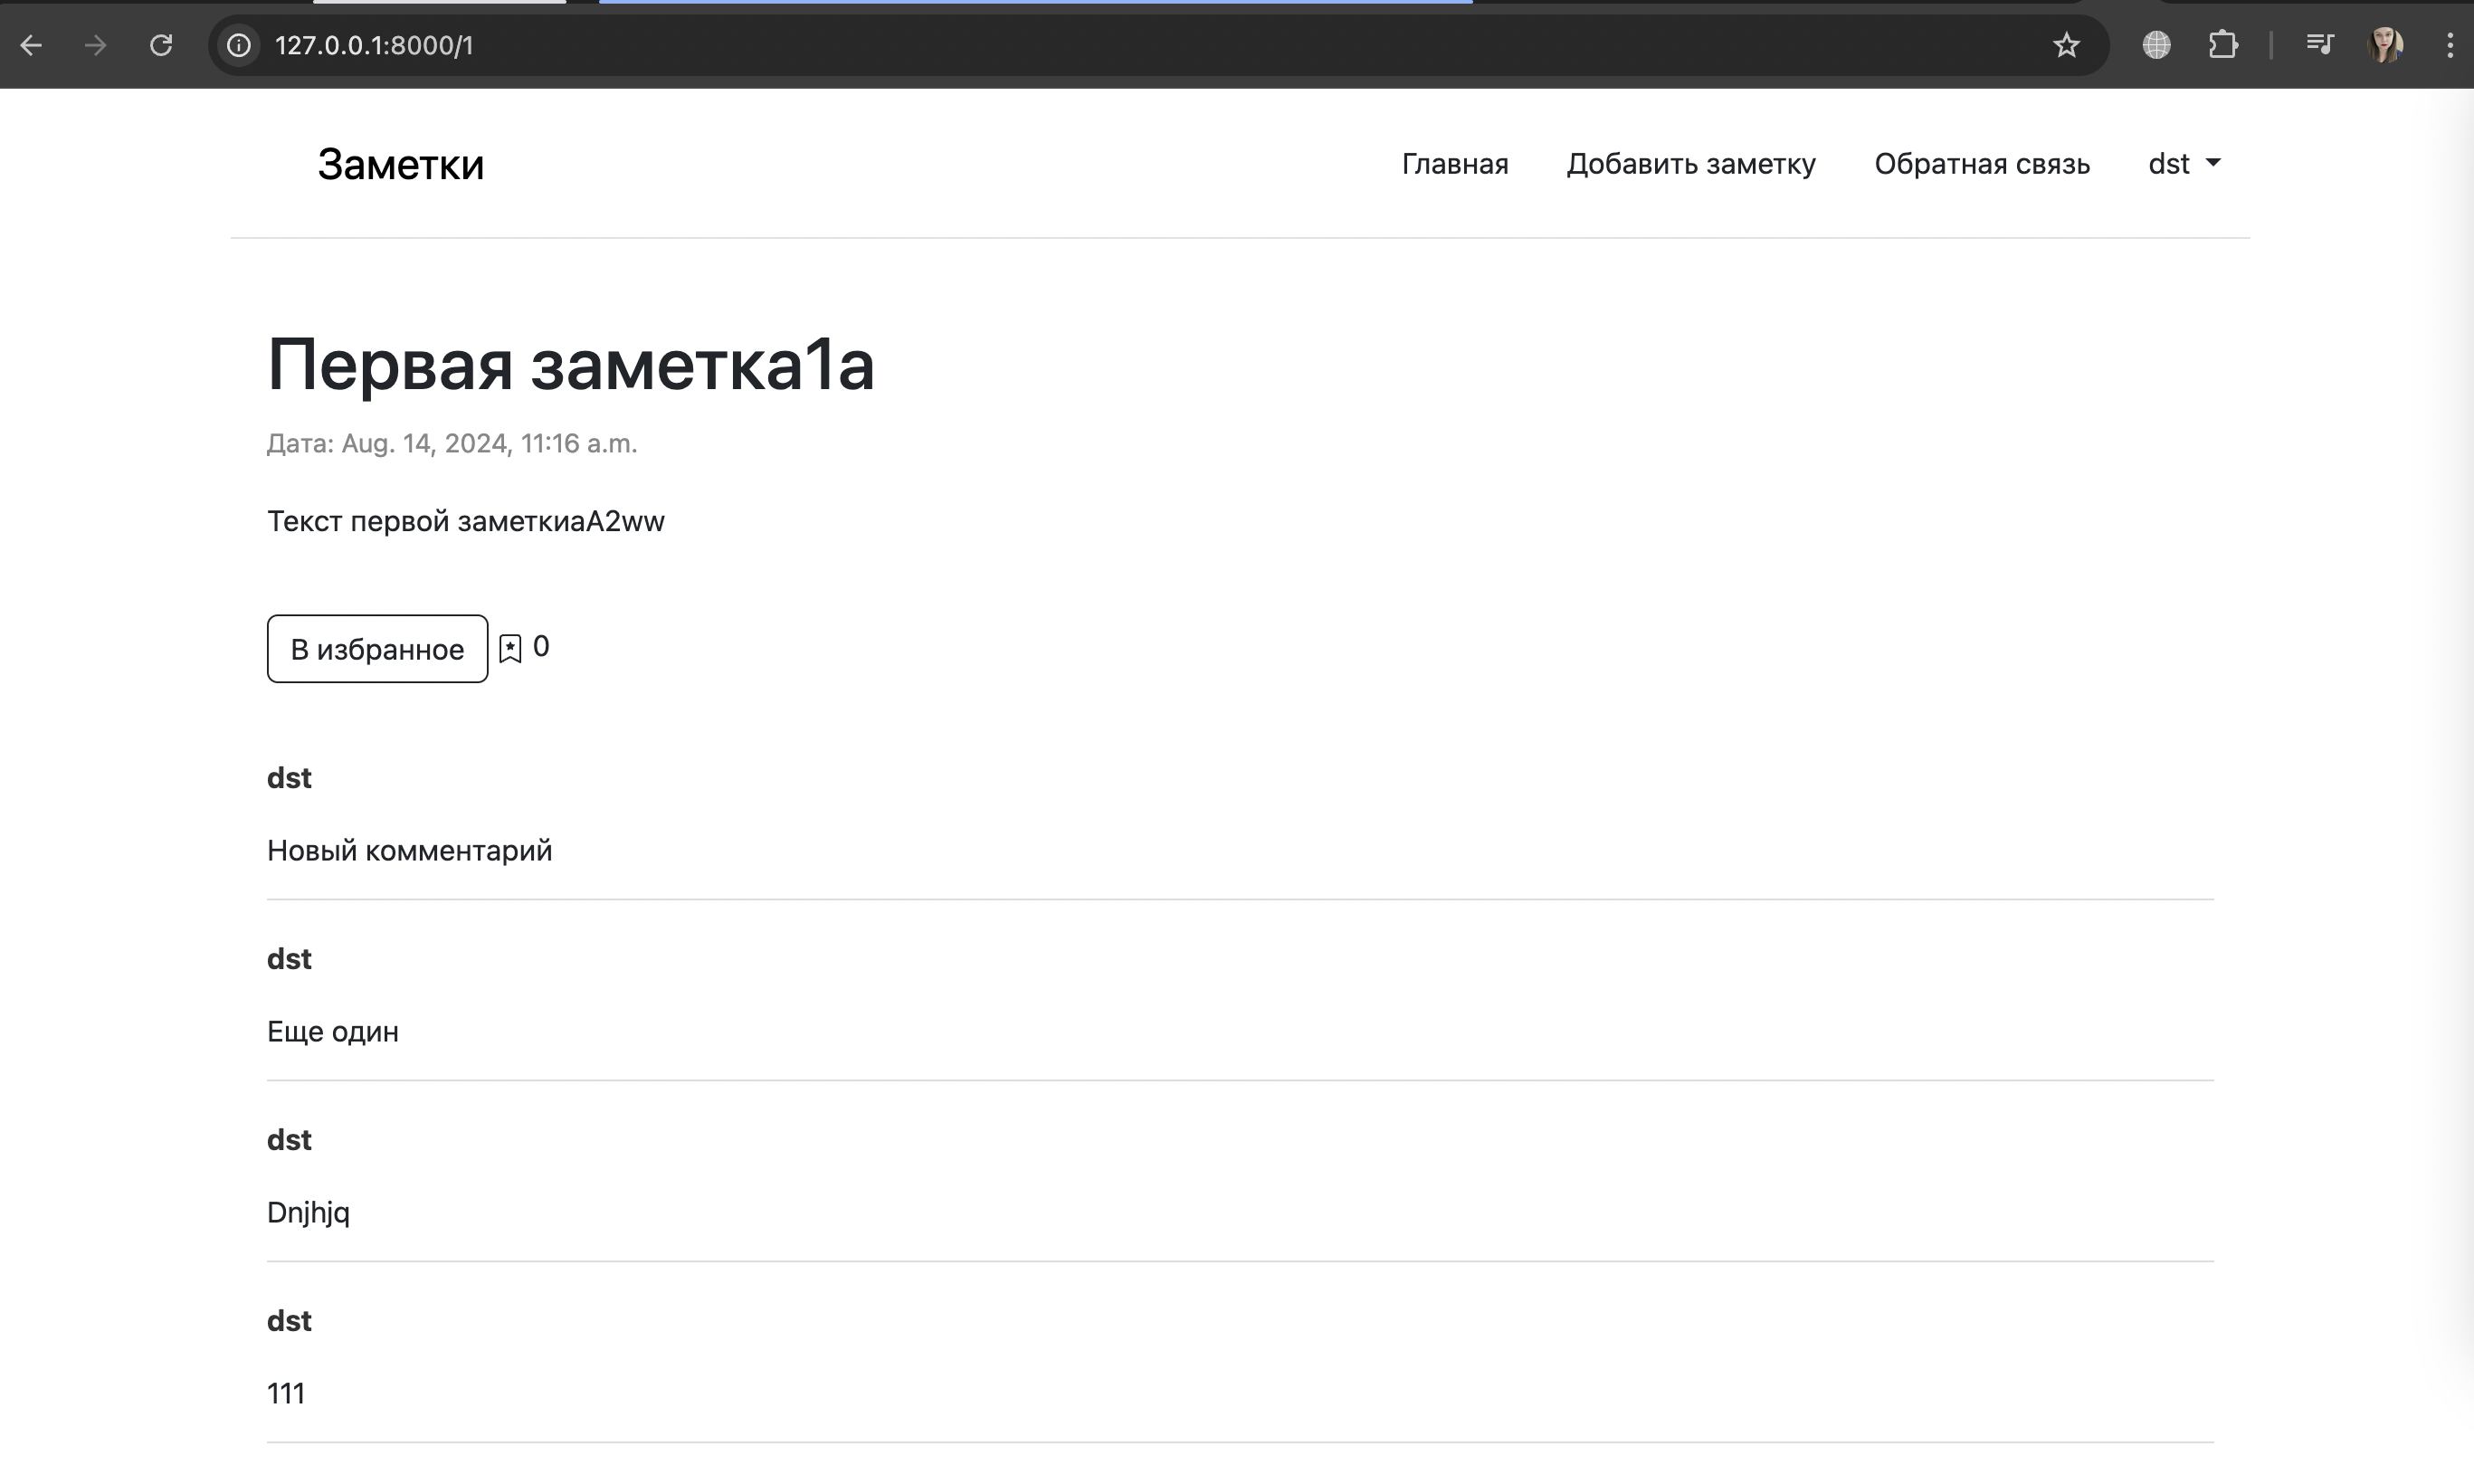 127.0.0.1:8000/1
Заметки
Главная Добавить заметку Обратная связь dst
Первая заметка1а
Дата: Aug. 14, 2024, 11:16 a.m.
Текст первой заметкиаА2ww
В избранное 0
dst
Новый комментарий
dst
Еще один
dst
Dnjhjq
dst
111